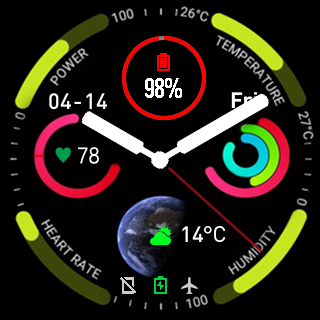 100
26°C
POWER
TEMPERATURE
98%
04-14
Fri
0
27°C
78
14°C
0
HEART RATE
HUMIDITY
100